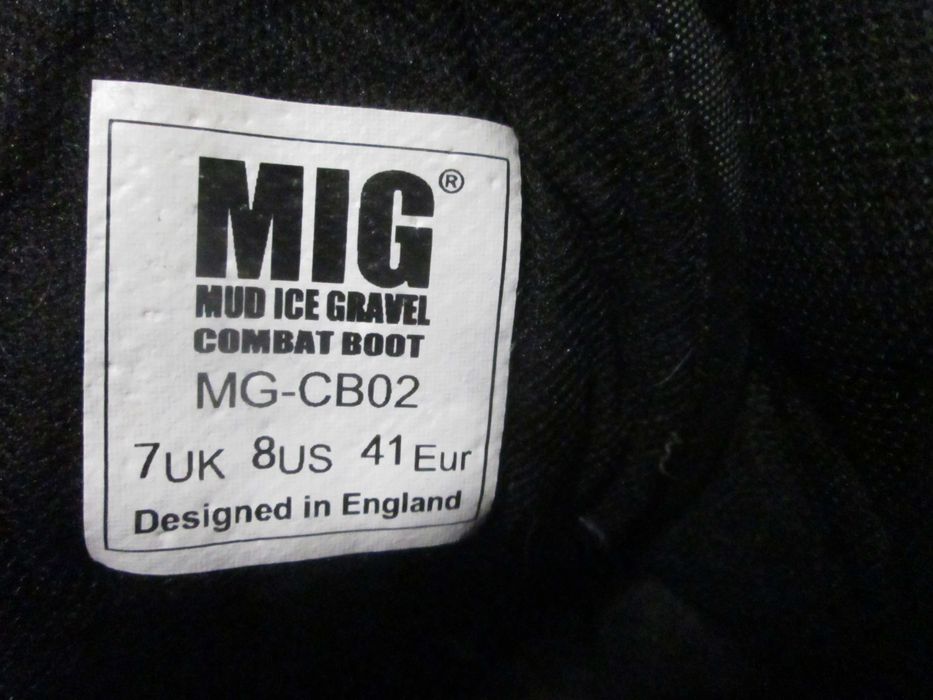 MIG®
MUD ICE GRAVEL
COMBAT BOOT
MG-CB02
7UK 8US 41Eur
Designed in England